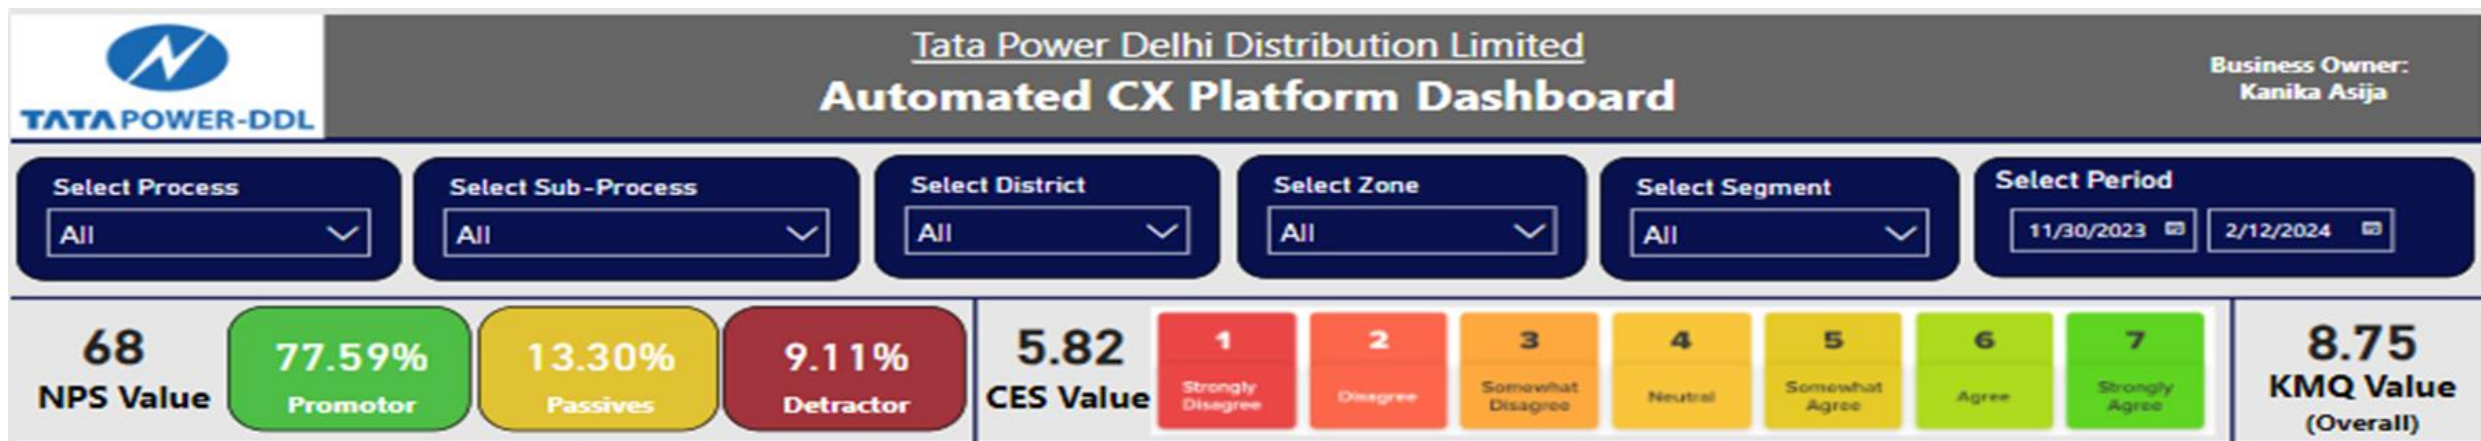 TATA POWER-DDL
Tata Power Delhi Distribution Limited
Automated CX Platform Dashboard
Business Owner:
Kanika Asija
Select Process
All
Select Sub-Process
All
Select District
All
Select Zone
All
Select Segment
All
Select Period
11/30/2023
2/12/2024
68
NPS Value
77.59%
Promotor
13.30%
Passives
9.11%
Detractor
5.82
CES Value
1
Strongly
Disagree
2
Disagree
3
Somewhat
Disagree
4
Neutral
5
Somewhat
Agree
6
Agree
7
Strongly
Agree
8.75
KMQ Value
(Overall)